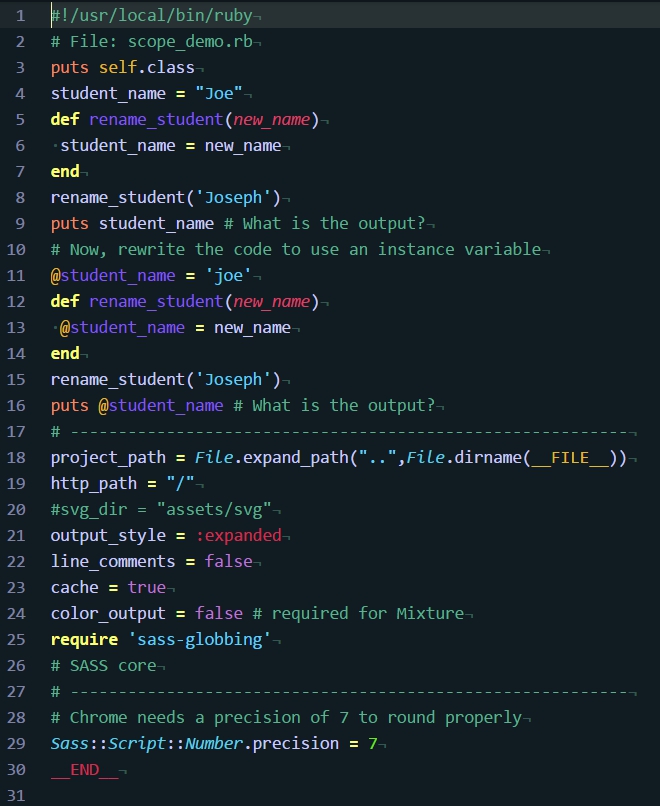 1 #!/usr/local/bin/ruby¬
2 # File: scope_demo.rb¬
3 puts self.class¬
4 student_name = "Joe"¬
5 def rename_student(new_name)¬
6 ·student_name = new_name¬
7 end¬
8 rename_student('Joseph')¬
9 puts student_name # What is the output?¬
10 # Now, rewrite the code to use an instance variable¬
11 @student_name = 'joe'¬
12 def rename_student(new_name)¬
13 ·@student_name = new_name¬
14 end¬
15 rename_student('Joseph')¬
16 puts @student_name # What is the output?¬
17 # ----------------------------------------------------------¬
18 project_path = File.expand_path("..",File.dirname(__FILE__))¬
19 http_path = "/"¬
20 #svg_dir = "assets/svg"¬
21 output_style = :expanded¬
22 line_comments = false¬
23 cache = true¬
24 color_output = false # required for Mixture¬
25 require 'sass-globbing'¬
26 # SASS core¬
27 # ----------------------------------------------------------¬
28 # Chrome needs a precision of 7 to round properly¬
29 Sass::Script::Number.precision = 7¬
30 __END__¬
31